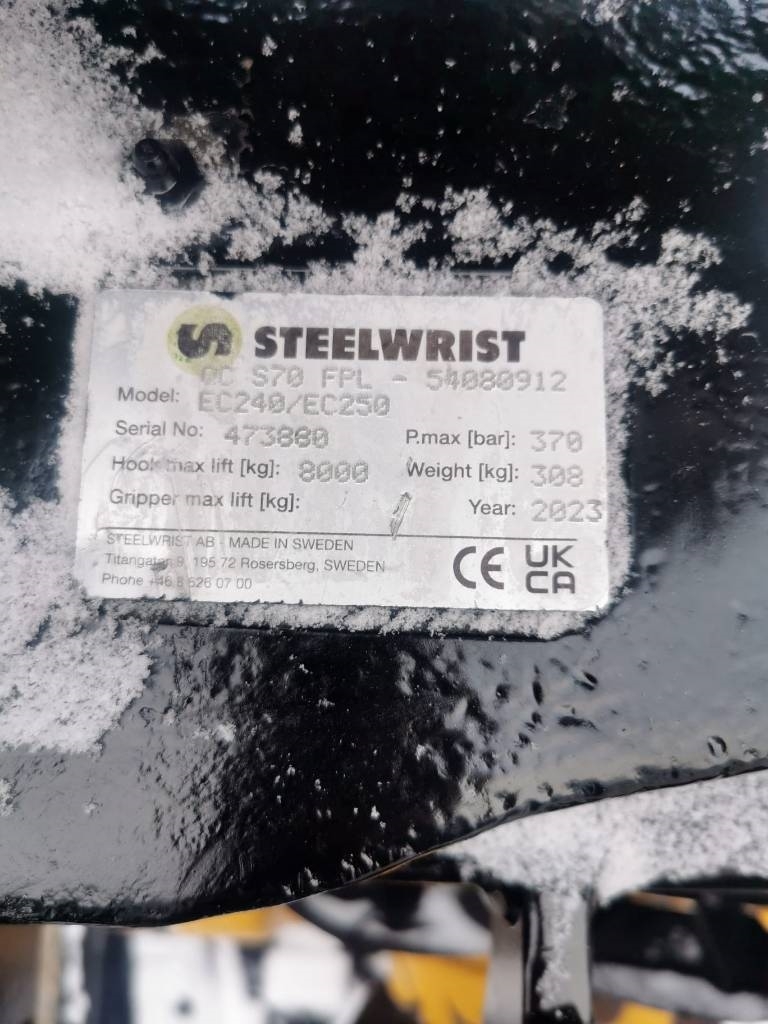 STEELWRIST
QC S70 FPL - 54080912
Model: EC240/EC250
Serial No: 473880 P.max [bar]: 370
Hook max lift [kg]: 8000 Weight [kg]: 308
Gripper max lift [kg]: Year: 2023
STEELWRIST AB - MADE IN SWEDEN
Titangatan 9, 195 72 Rosersberg, SWEDEN
Phone +46 8 626 07 00
CE UK CA